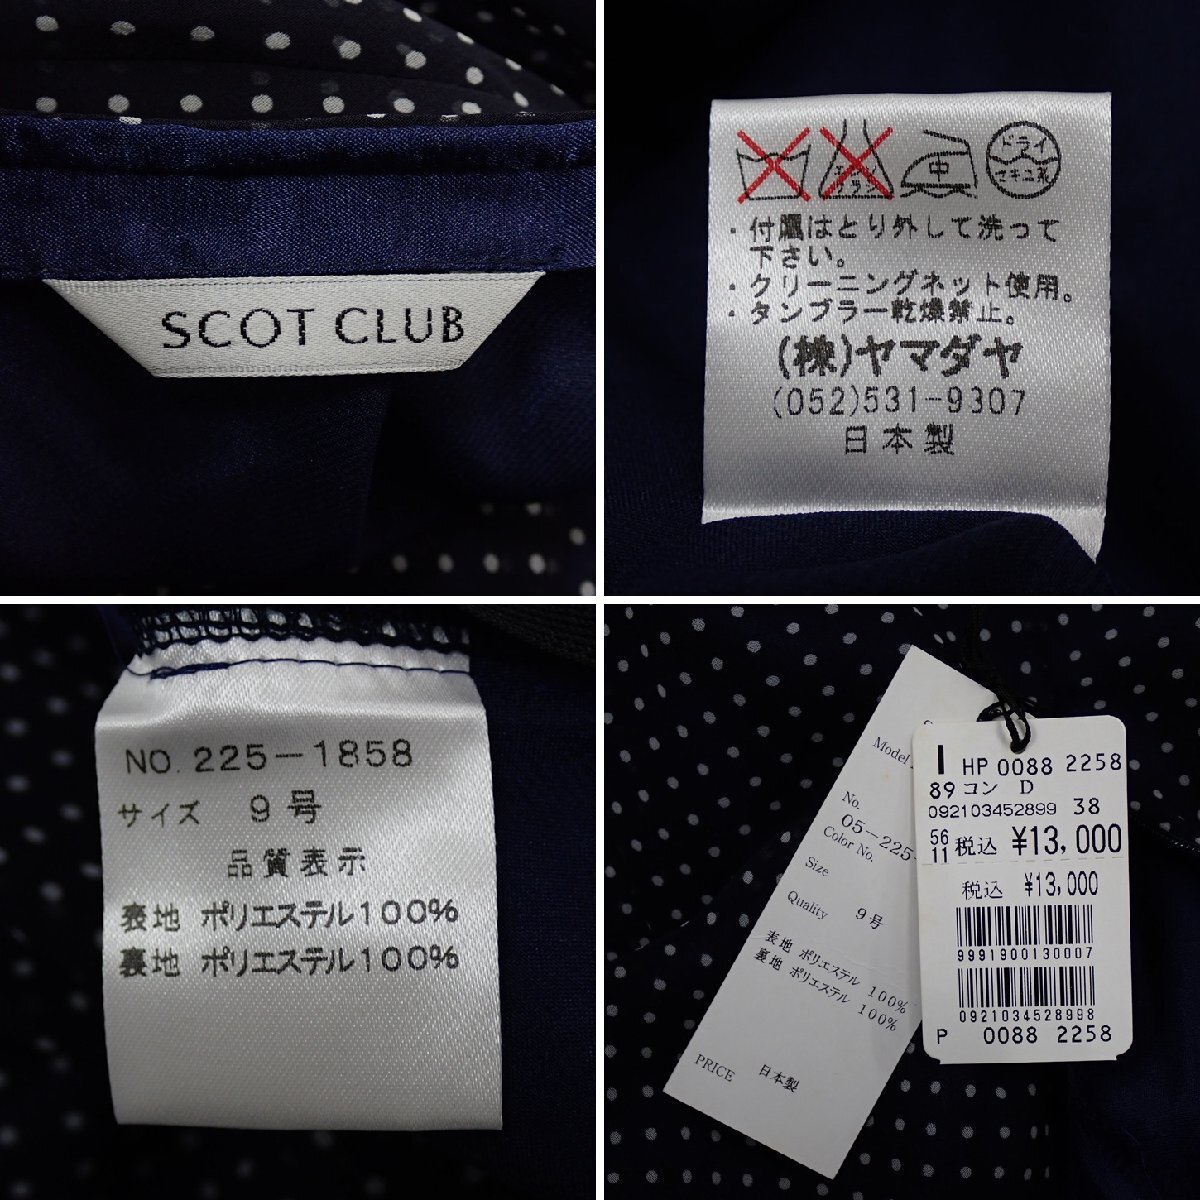 SCOT CLUB
エンソ
サラシ
中
ドライ
セキユ系
・付属はとり外して洗って
下さい。
・クリーニングネット使用。
・タンブラー乾燥禁止。
(株)ヤマダヤ
(052)531-9307
日本製
NO. 225-1858
サイズ 9号
品質表示
表地 ポリエステル100%
裏地 ポリエステル100%
Model
No.
05-225-
Color No.
Size
9号
Quality
表地 ポリエステル 100%
裏地 ポリエステル 100%
PRICE
日本製
I HP 0088 2258
89 コン D
092103452899 38
56
11 税込 ¥13,000
税込 ¥13,000
9991900130007
0921034528998
P 0088 2258